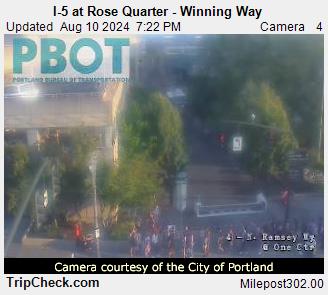 I-5 at Rose Quarter - Winning Way
Updated Aug 10 2024 7:22 PM Camera 4
PBOT
PORTLAND BUREAU OF TRANSPORTATION
4 - N. Ramsey Wy
@ One Ctr
Camera courtesy of the City of Portland
TripCheck.com Milepost302.00